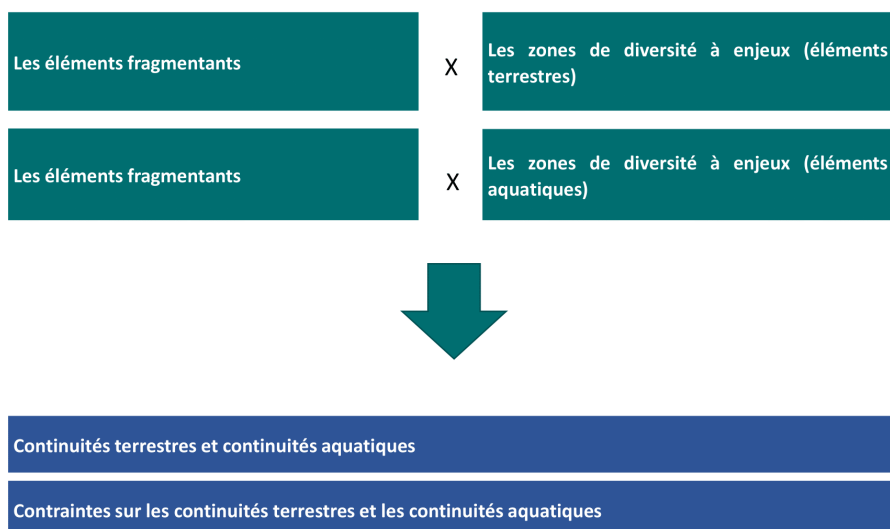 Les éléments fragmentants
X
Les zones de diversité à enjeux (éléments
terrestres)
Les éléments fragmentants
X
Les zones de diversité à enjeux (éléments
aquatiques)
Continuités terrestres et continuités aquatiques
Contraintes sur les continuités terrestres et les continuités aquatiques